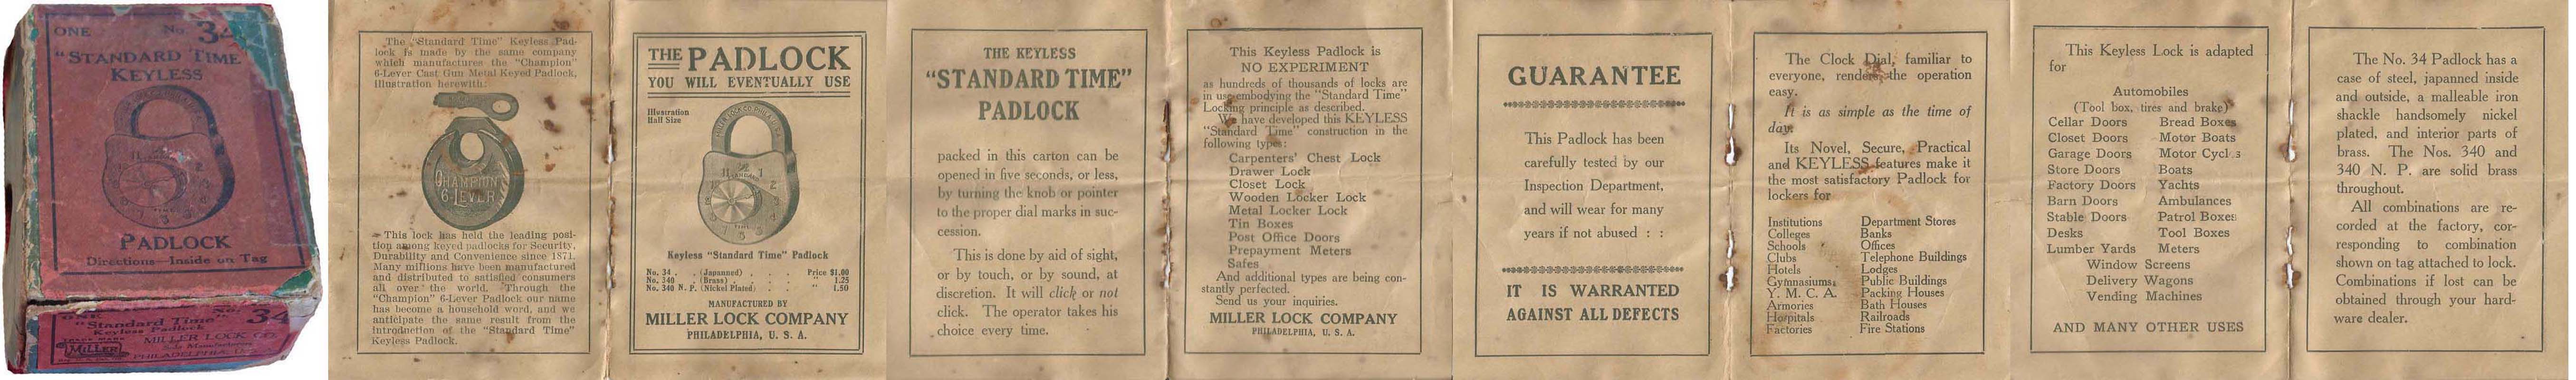 ONE No. 34
"STANDARD TIME
KEYLESS
PADLOCK
Directions—Inside on Tag
ONE No. 34
"Standard Time"
Keyless Padlock
MILLER LOCK CO.
Sole Manufacturers
PHILADELPHIA, U.S.A.
TRADE MARK
MILLER
The "Standard Time" Keyless Pad-
lock is made by the same company
which manufactures the "Champion"
6-Lever Cast Gun Metal Keyed Padlock,
illustration herewith:
CHAMPION
6-LEVER
This lock has held the leading posi-
tion among keyed padlocks for Security,
Durability and Convenience since 1871.
Many millions have been manufactured
and distributed to satisfied consumers
all over the world. Through the
"Champion" 6-Lever Padlock our name
has become a household word, and we
anticipate the same result from the
introduction of the "Standard Time"
Keyless Padlock.
THE PADLOCK
YOU WILL EVENTUALLY USE
Illustration
Half Size
MILLER LOCK CO. PHILA. PA.
Keyless "Standard Time" Padlock
No. 34 . . (Japanned) . . Price $1.00
No. 340 . . (Brass) . . . " 1.25
No. 340 N. P. (Nickel Plated) . . " 1.50
MANUFACTURED BY
MILLER LOCK COMPANY
PHILADELPHIA, U. S. A.
THE KEYLESS
"STANDARD TIME"
PADLOCK
packed in this carton can be
opened in five seconds, or less,
by turning the knob or pointer
to the proper dial marks in suc-
cession.
This is done by aid of sight,
or by touch, or by sound, at
discretion. It will click or not
click. The operator takes his
choice every time.
This Keyless Padlock is
NO EXPERIMENT
as hundreds of thousands of locks are
in use embodying the "Standard Time"
Locking principle as described.
We have developed this KEYLESS
"Standard Time" construction in the
following types:
Carpenters' Chest Lock
Drawer Lock
Closet Lock
Wooden Locker Lock
Metal Locker Lock
Tin Boxes
Post Office Doors
Prepayment Meters
Safes
And additional types are being con-
stantly perfected.
Send us your inquiries.
MILLER LOCK COMPANY
PHILADELPHIA, U. S. A.
GUARANTEE
This Padlock has been
carefully tested by our
Inspection Department,
and will wear for many
years if not abused : :
IT IS WARRANTED
AGAINST ALL DEFECTS
The Clock Dial, familiar to
everyone, renders the operation
easy.
It is as simple as the time of
day.
Its Novel, Secure, Practical
and KEYLESS features make it
the most satisfactory Padlock for
lockers for
Institutions Department Stores
Colleges Banks
Schools Offices
Clubs Telephone Buildings
Hotels Lodges
Gymnasiums Public Buildings
Y. M. C. A. Packing Houses
Armories Bath Houses
Hospitals Railroads
Factories Fire Stations
This Keyless Lock is adapted
for
Automobiles
(Tool box, tires and brake)
Cellar Doors Bread Boxes
Closet Doors Motor Boats
Garage Doors Motor Cycles
Store Doors Boats
Factory Doors Yachts
Barn Doors Ambulances
Stable Doors Patrol Boxes
Desks Tool Boxes
Lumber Yards Meters
Window Screens
Delivery Wagons
Vending Machines
AND MANY OTHER USES
The No. 34 Padlock has a
case of steel, japanned inside
and outside, a malleable iron
shackle handsomely nickel
plated, and interior parts of
brass. The Nos. 340 and
340 N. P. are solid brass
throughout.
All combinations are re-
corded at the factory, cor-
responding to combination
shown on tag attached to lock.
Combinations if lost can be
obtained through your hard-
ware dealer.